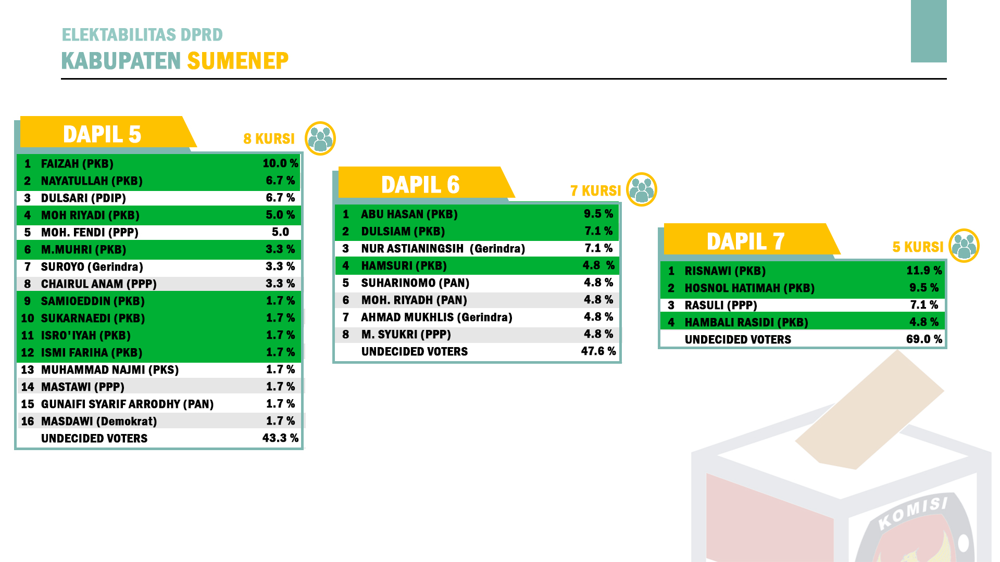 ELEKTABILITAS DPRD
KABUPATEN SUMENEP
DAPIL 5
8 KURSI
1 FAIZAH (PKB) 10.0 %
2 NAYATULLAH (PKB) 6.7 %
3 DULSARI (PDIP) 6.7 %
4 MOH RIYADI (PKB) 5.0 %
5 MOH. FENDI (PPP) 5.0
6 M.MUHRI (PKB) 3.3 %
7 SUROYO (Gerindra) 3.3 %
8 CHAIRUL ANAM (PPP) 3.3 %
9 SAMIOEDDIN (PKB) 1.7 %
10 SUKARNAEDI (PKB) 1.7 %
11 ISRO'IYAH (PKB) 1.7 %
12 ISMI FARIHA (PKB) 1.7 %
13 MUHAMMAD NAJMI (PKS) 1.7 %
14 MASTAWI (PPP) 1.7 %
15 GUNAIFI SYARIF ARRODHY (PAN) 1.7 %
16 MASDAWI (Demokrat) 1.7 %
UNDECIDED VOTERS 43.3 %
DAPIL 6
7 KURSI
1 ABU HASAN (PKB) 9.5 %
2 DULSIAM (PKB) 7.1 %
3 NUR ASTIANINGSIH (Gerindra) 7.1 %
4 HAMSURI (PKB) 4.8 %
5 SUHARINOMO (PAN) 4.8 %
6 MOH. RIYADH (PAN) 4.8 %
7 AHMAD MUKHLIS (Gerindra) 4.8 %
8 M. SYUKRI (PPP) 4.8 %
UNDECIDED VOTERS 47.6 %
DAPIL 7
5 KURSI
1 RISNAWI (PKB) 11.9 %
2 HOSNOL HATIMAH (PKB) 9.5 %
3 RASULI (PPP) 7.1 %
4 HAMBALI RASIDI (PKB) 4.8 %
UNDECIDED VOTERS 69.0 %
KOMISI